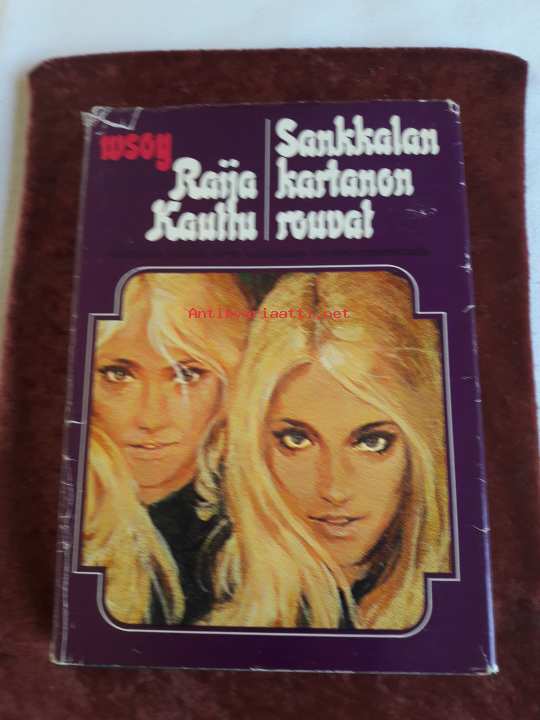 wsoy
Raija
Kauttu
Sankkalan
kartanon
rouvat
Antikvariaatti.net